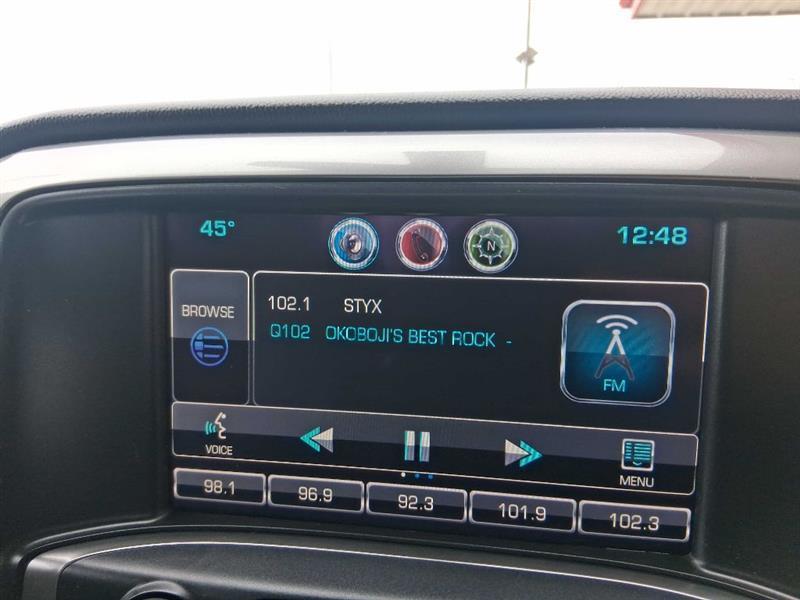 45°
12:48
N
BROWSE
102.1 STYX
Q102 OKOBOJI'S BEST ROCK -
FM
VOICE
MENU
98.1 96.9 92.3 101.9 102.3